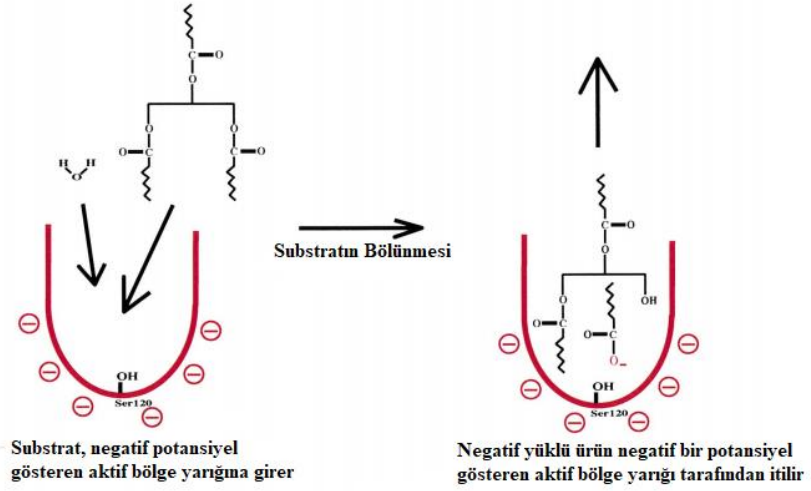 C=O
O
O
O
O=C
C=O
H H
O
Substratın Bölünmesi
OH
Ser120
Substrat, negatif potansiyel
gösteren aktif bölge yarığına girer
C=O
O
O
OH
O=C
O=C
O−
OH
Ser120
Negatif yüklü ürün negatif bir potansiyel
gösteren aktif bölge yarığı tarafından itilir